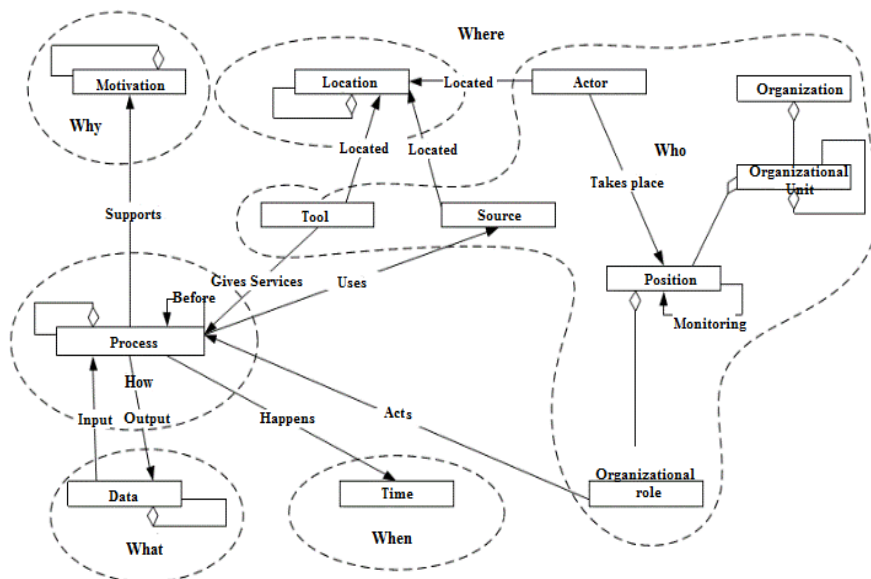 Where
Motivation
Location
Located
Actor
Organization
Why
Located
Located
Who
Organizational
Unit
Takes place
Supports
Tool
Source
Gives Services
Uses
Position
Before
Monitoring
Process
How
Input
Output
Happens
Acts
Organizational
role
Data
Time
What
When